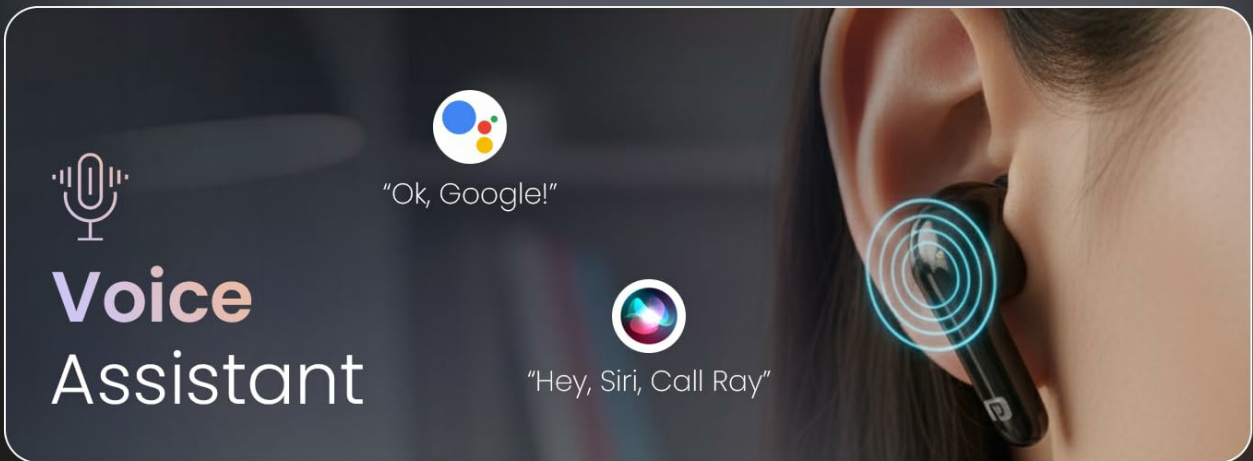 Voice
Assistant
“Ok, Google!”
“Hey, Siri, Call Ray”